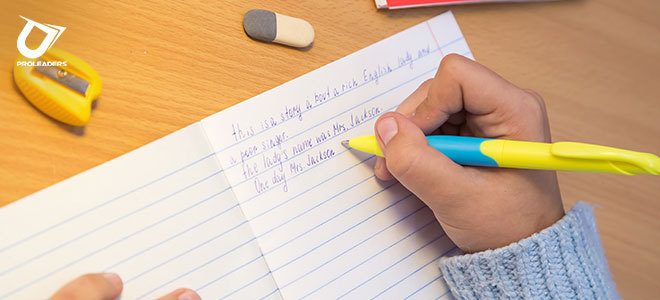 PROLEADERS
this is a story a bout a rich English lady and
a poor singer.
the lady's name was Mrs. Jackson.
One day Mrs. Jackson